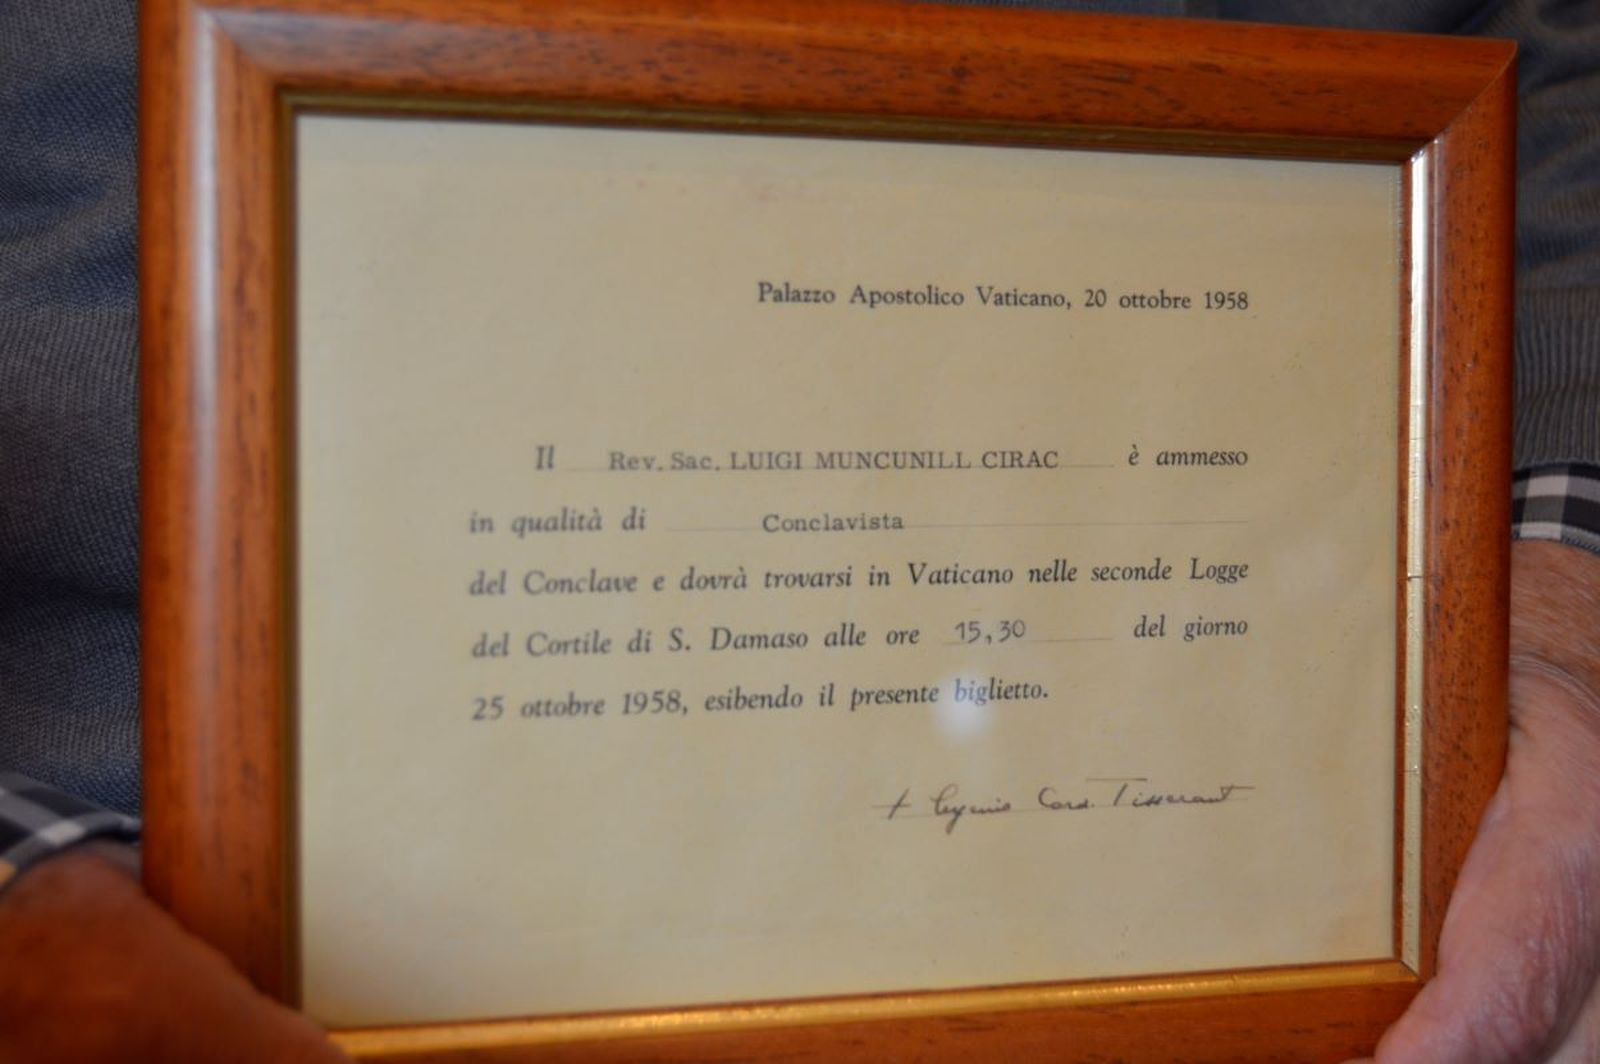 Palazzo Apostolico Vaticano, 20 ottobre 1958
Il Rev. Sac. LUIGI MUNCUNILL CIRAC è ammesso
in qualità di Conclavista
del Conclave e dovrà trovarsi in Vaticano nelle seconde Logge
del Cortile di S. Damaso alle ore 15,30 del giorno
25 ottobre 1958, esibendo il presente biglietto.
+ Eugenio Card. Tisserant